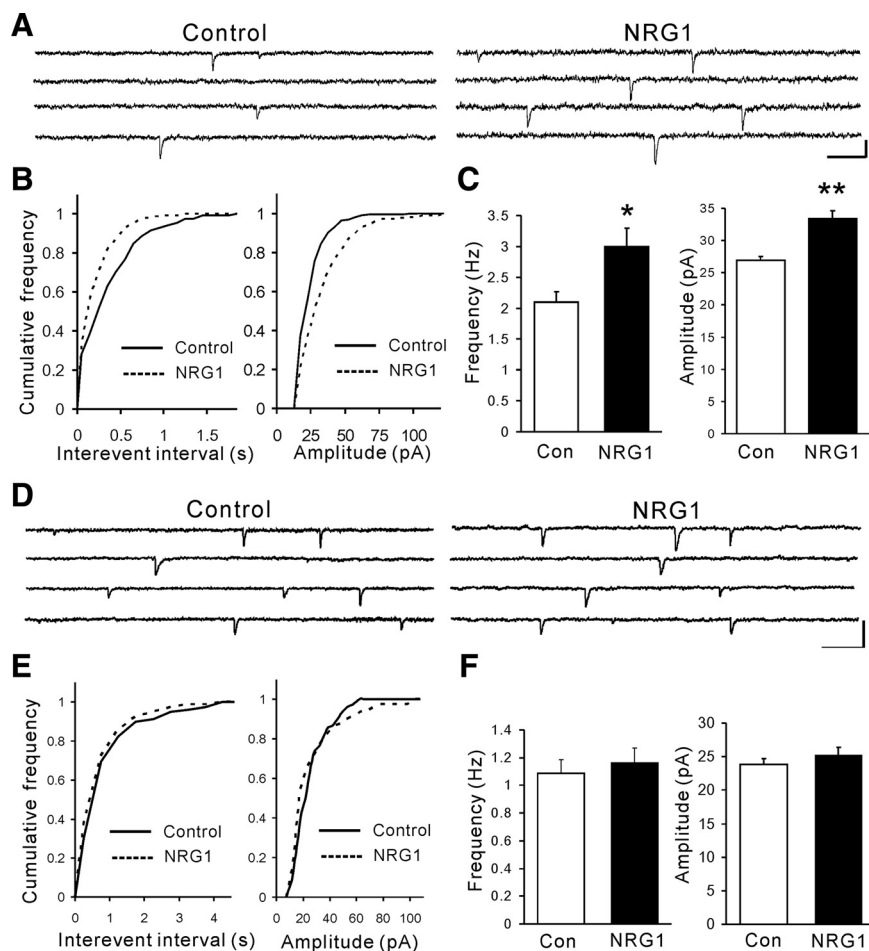 A
Control
NRG1
B
Cumulative frequency
1
0.8
0.6
0.4
0.2
0
Control
NRG1
0 0.5 1 1.5
Interevent interval (s)
1
0.8
0.6
0.4
0.2
0
Control
NRG1
0 25 50 75 100
Amplitude (pA)
C
Frequency (Hz)
3.5
3
2.5
2
1.5
1
0.5
0
*
Con NRG1
Amplitude (pA)
35
30
25
20
15
10
5
0
**
Con NRG1
D
Control
NRG1
E
Cumulative frequency
1
0.8
0.6
0.4
0.2
0
Control
NRG1
0 1 2 3 4
Interevent interval (s)
1
0.8
0.6
0.4
0.2
0
Control
NRG1
0 20 40 60 80 100
Amplitude (pA)
F
Frequency (Hz)
1.4
1.2
1
0.8
0.6
0.4
0.2
0
Con NRG1
Amplitude (pA)
30
25
20
15
10
5
0
Con NRG1